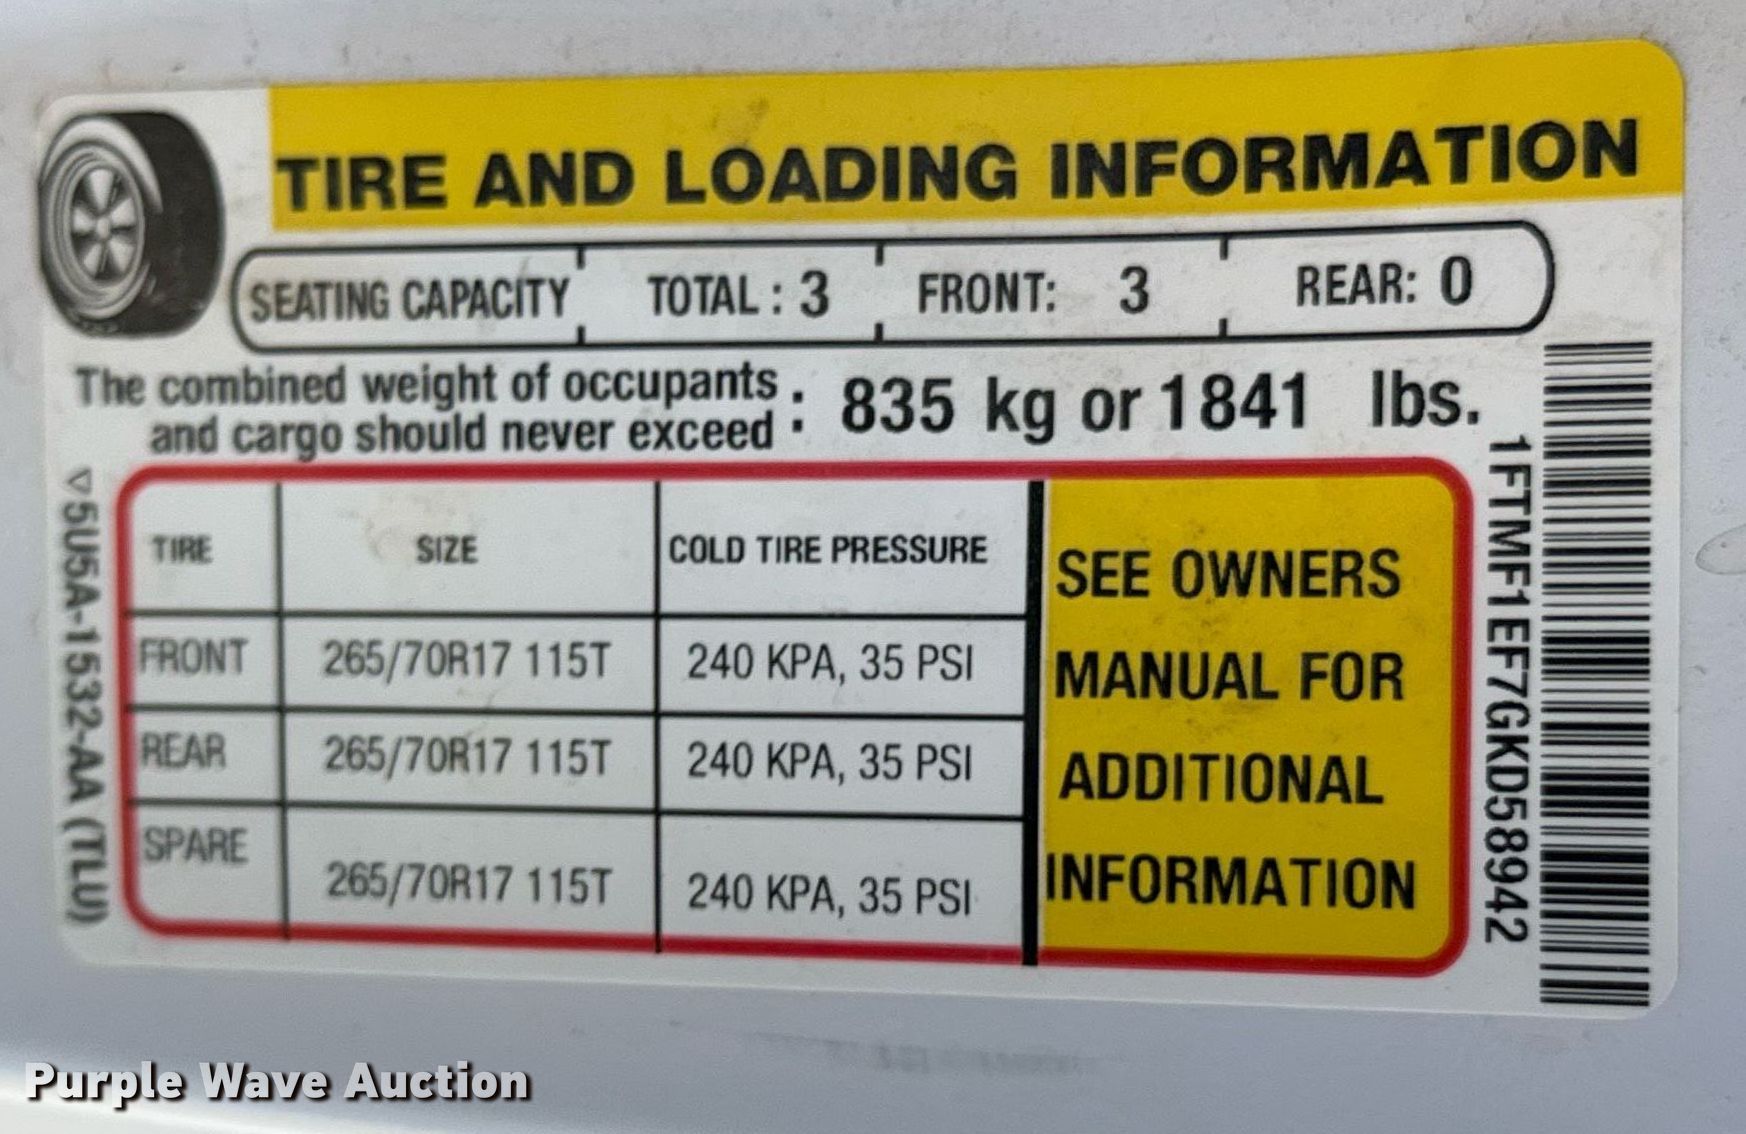 TIRE AND LOADING INFORMATION
SEATING CAPACITY TOTAL : 3 FRONT: 3 REAR: 0
The combined weight of occupants
and cargo should never exceed : 835 kg or 1841 lbs.
TIRE SIZE COLD TIRE PRESSURE
FRONT 265/70R17 115T 240 KPA, 35 PSI
REAR 265/70R17 115T 240 KPA, 35 PSI
SPARE 265/70R17 115T 240 KPA, 35 PSI
SEE OWNERS
MANUAL FOR
ADDITIONAL
INFORMATION
▽5U5A-1532-AA (TLU)
1FTMF1EF7GKD58942
Purple Wave Auction